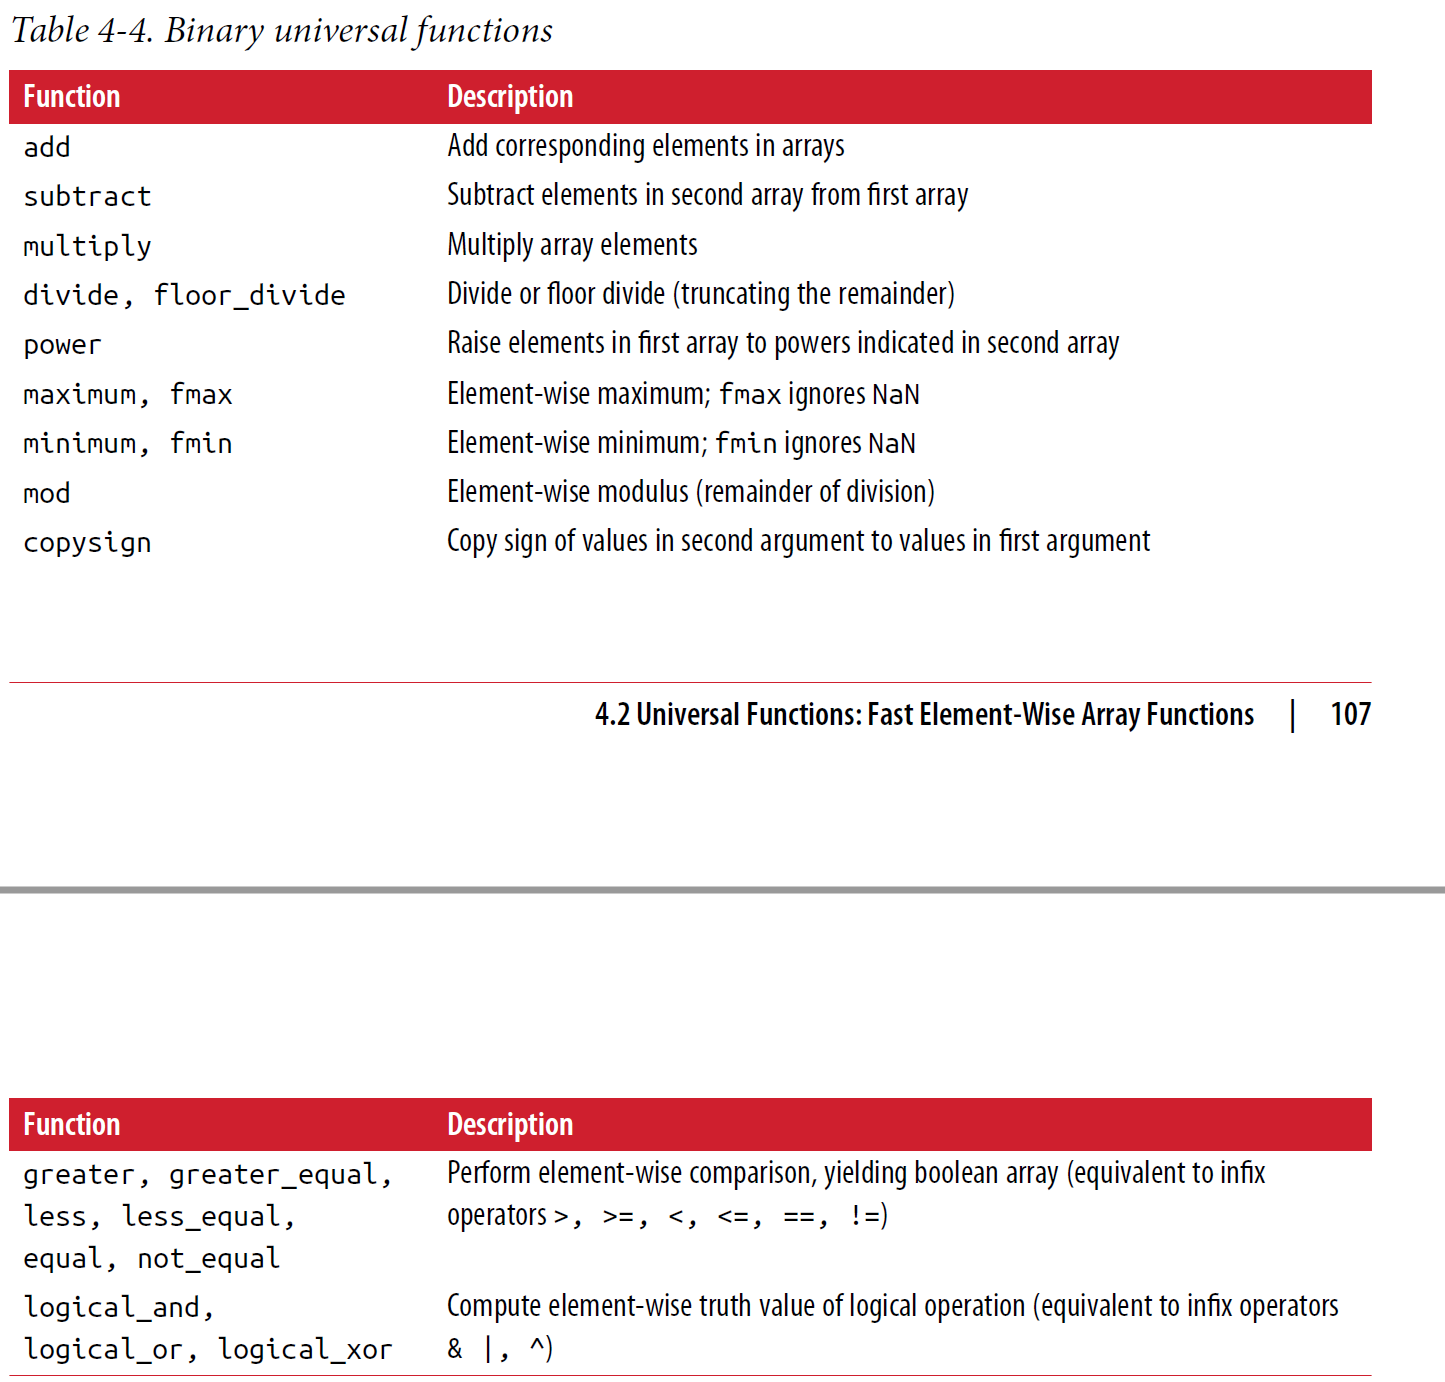 Table 4-4. Binary universal functions
Function Description
add Add corresponding elements in arrays
subtract Subtract elements in second array from first array
multiply Multiply array elements
divide, floor_divide Divide or floor divide (truncating the remainder)
power Raise elements in first array to powers indicated in second array
maximum, fmax Element-wise maximum; fmax ignores NaN
minimum, fmin Element-wise minimum; fmin ignores NaN
mod Element-wise modulus (remainder of division)
copysign Copy sign of values in second argument to values in first argument
4.2 Universal Functions: Fast Element-Wise Array Functions | 107
Function Description
greater, greater_equal, Perform element-wise comparison, yielding boolean array (equivalent to infix
less, less_equal, operators >, >=, <, <=, ==, !=)
equal, not_equal
logical_and, Compute element-wise truth value of logical operation (equivalent to infix operators
logical_or, logical_xor & |, ^)